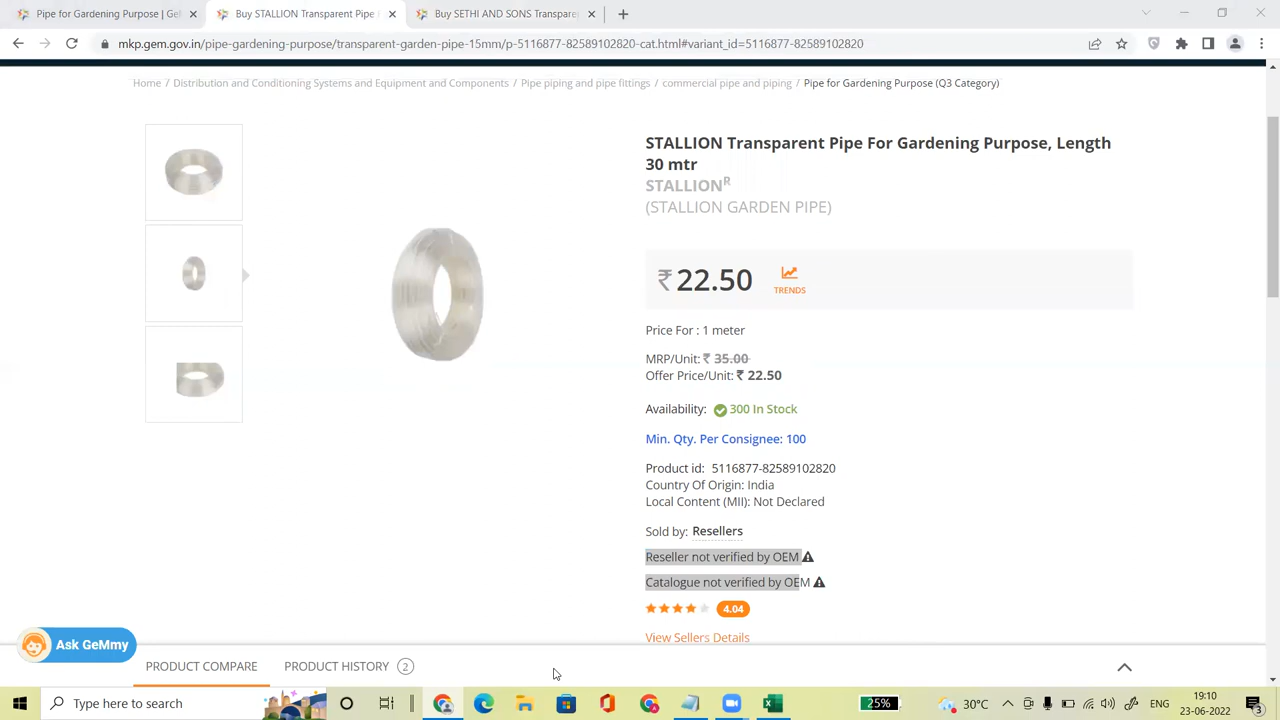 Pipe for Gardening Purpose | Ge
Buy STALLION Transparent Pipe
Buy SETHI AND SONS Transpare
mkp.gem.gov.in/pipe-gardening-purpose/transparent-garden-pipe-15mm/p-5116877-82589102820-cat.html#variant_id=5116877-82589102820
Home / Distribution and Conditioning Systems and Equipment and Components / Pipe piping and pipe fittings / commercial pipe and piping / Pipe for Gardening Purpose (Q3 Category)
STALLION Transparent Pipe For Gardening Purpose, Length
30 mtr
STALLION^R
(STALLION GARDEN PIPE)
₹ 22.50
TRENDS
Price For : 1 meter
MRP/Unit: ₹ 35.00
Offer Price/Unit: ₹ 22.50
Availability: 300 In Stock
Min. Qty. Per Consignee: 100
Product id: 5116877-82589102820
Country Of Origin: India
Local Content (MII): Not Declared
Sold by: Resellers
Reseller not verified by OEM
Catalogue not verified by OEM
4.04
View Sellers Details
Ask GeMmy
PRODUCT COMPARE
PRODUCT HISTORY 2
Type here to search
25%
30°C
ENG
19:10
23-06-2022
3